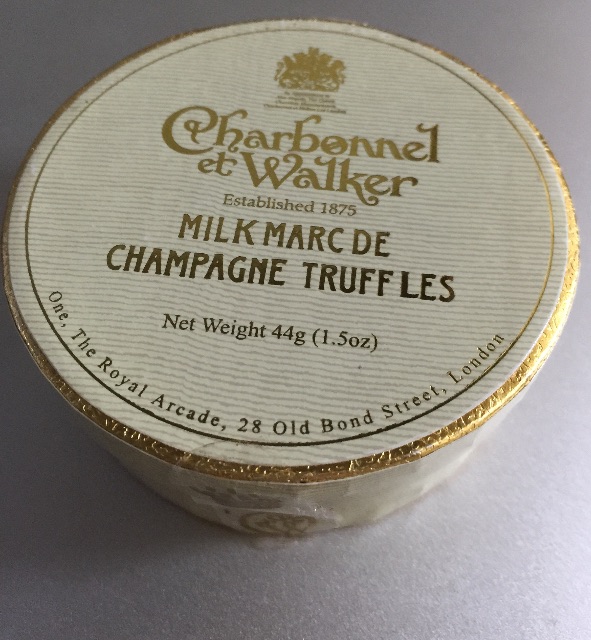 Charbonnel
et Walker
Established 1875
MILK MARC DE
CHAMPAGNE TRUFFLES
Net Weight 44g (1.5oz)
One, The Royal Arcade, 28 Old Bond Street, London